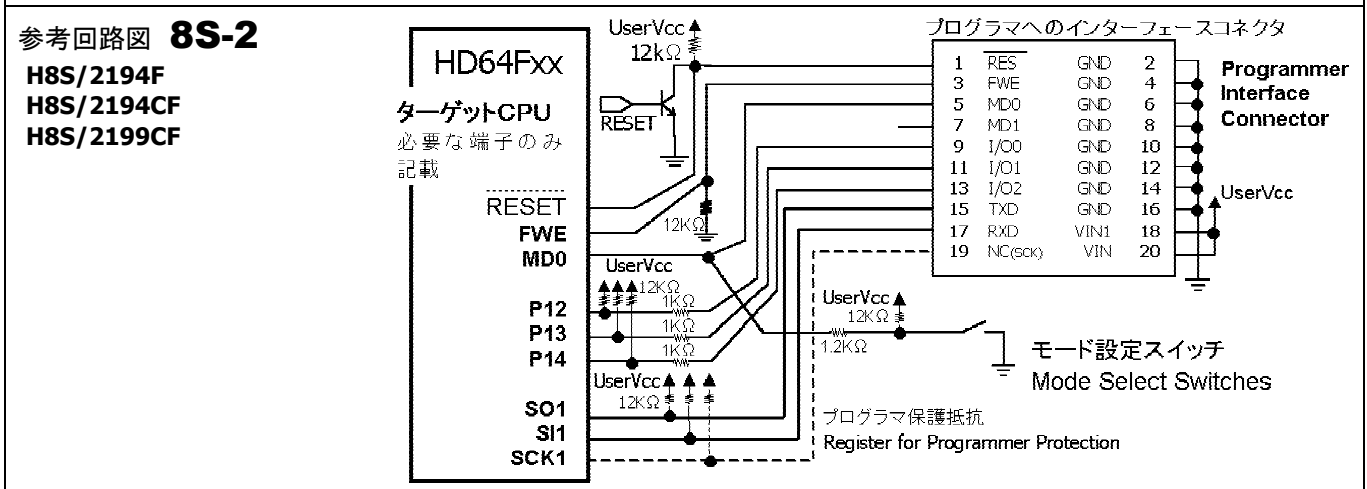 参考回路図 8S-2
H8S/2194F
H8S/2194CF
H8S/2199CF
HD64Fxx
ターゲットCPU
必要な端子のみ
記載
RESET
FWE
MD0
P12
P13
P14
SO1
SI1
SCK1
UserVcc
12kΩ
RESET
12KΩ
UserVcc
12KΩ
1KΩ
1KΩ
1KΩ
UserVcc
12KΩ
プログラマへのインターフェースコネクタ
1 RES GND 2
3 FWE GND 4
5 MD0 GND 6
7 MD1 GND 8
9 I/O0 GND 10
11 I/O1 GND 12
13 I/O2 GND 14
15 TXD GND 16
17 RXD VIN1 18
19 NC(SCK) VIN 20
Programmer
Interface
Connector
UserVcc
UserVcc
12KΩ
1.2KΩ
モード設定スイッチ
Mode Select Switches
プログラマ保護抵抗
Register for Programmer Protection